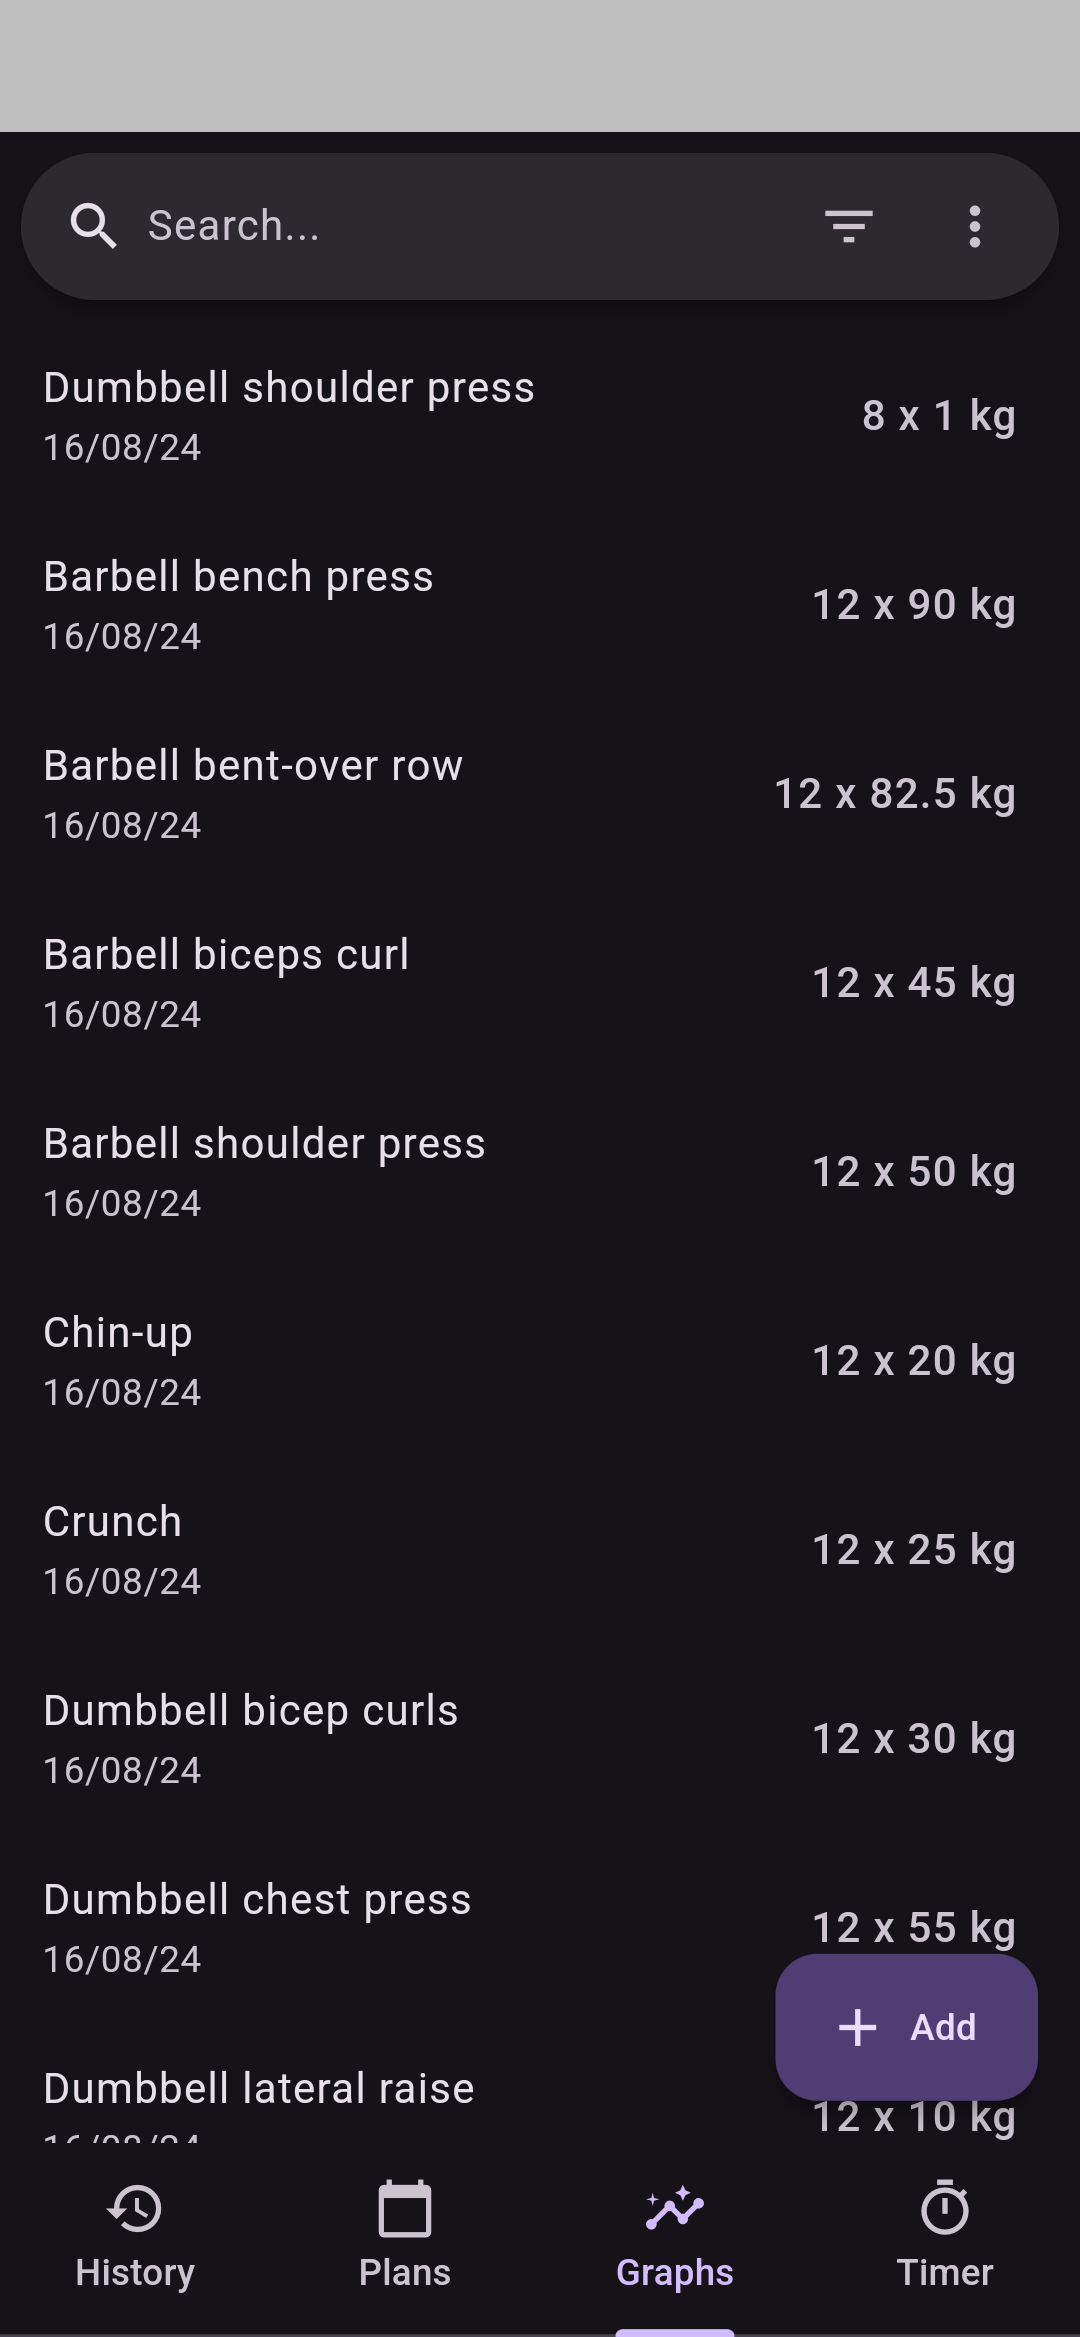 Search...
Dumbbell shoulder press
16/08/24
8 x 1 kg
Barbell bench press
16/08/24
12 x 90 kg
Barbell bent-over row
16/08/24
12 x 82.5 kg
Barbell biceps curl
16/08/24
12 x 45 kg
Barbell shoulder press
16/08/24
12 x 50 kg
Chin-up
16/08/24
12 x 20 kg
Crunch
16/08/24
12 x 25 kg
Dumbbell bicep curls
16/08/24
12 x 30 kg
Dumbbell chest press
16/08/24
12 x 55 kg
Add
Dumbbell lateral raise
12 x 10 kg
History
Plans
Graphs
Timer